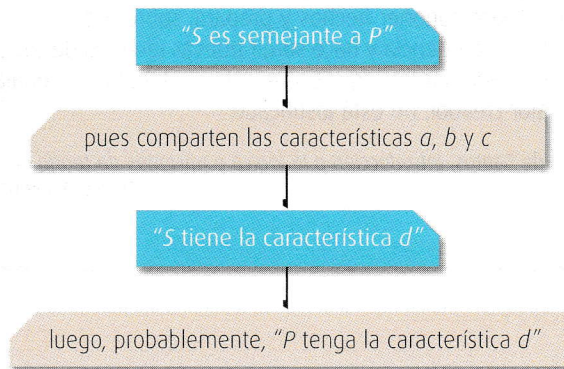 "S es semejante a P"
pues comparten las características a, b y c
"S tiene la característica d"
luego, probablemente, "P tenga la característica d"